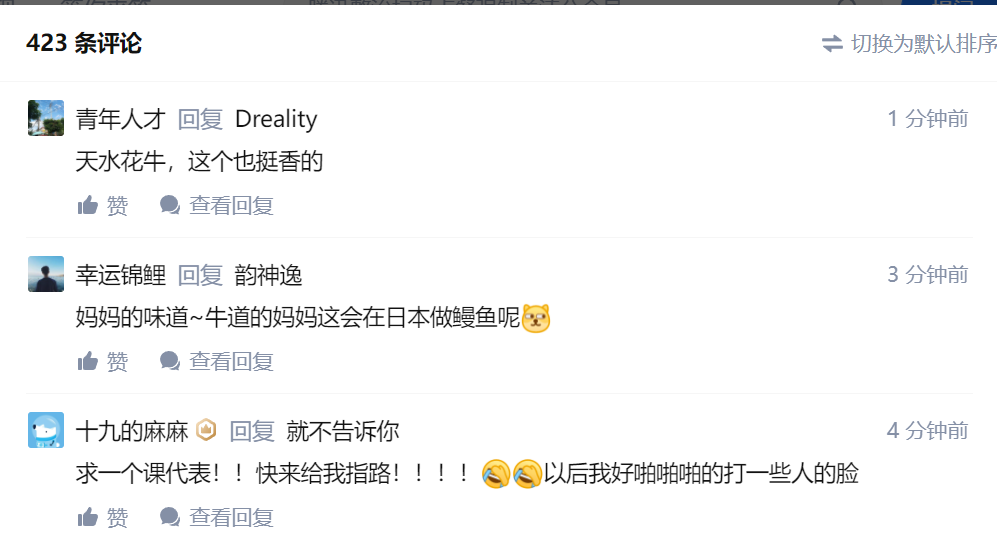 423 条评论
切换为默认排序
青年人才 回复 Dreality
1 分钟前
天水花牛，这个也挺香的
赞 查看回复
幸运锦鲤 回复 韵神逸
3 分钟前
妈妈的味道~牛道的妈妈这会在日本做鳗鱼呢
赞 查看回复
十九的麻麻 回复 就不告诉你
4 分钟前
求一个课代表！！快来给我指路！！！！以后我好啪啪啪的打一些人的脸
赞 查看回复